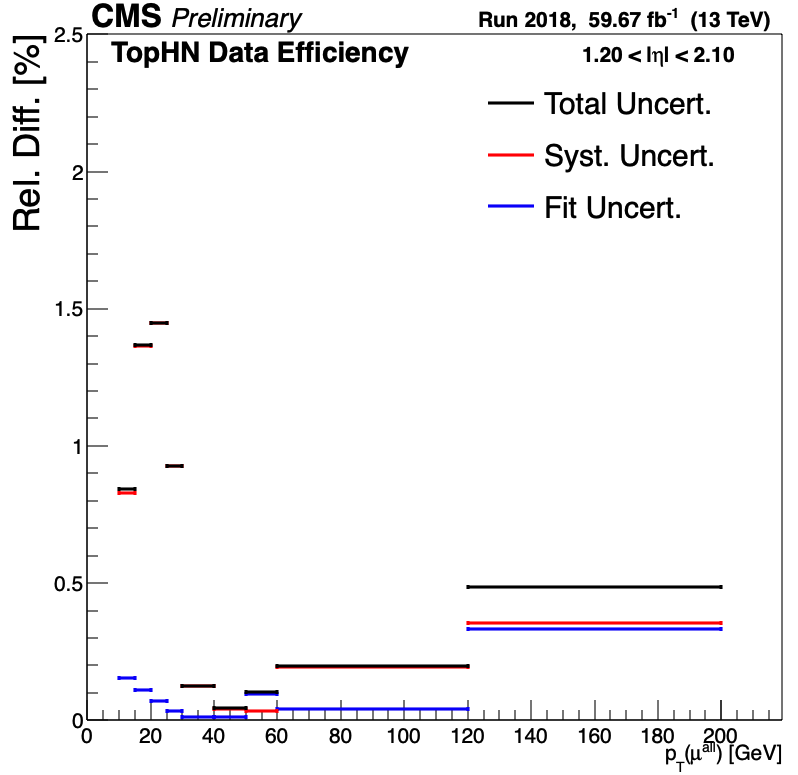 CMS Preliminary Run 2018, 59.67 fb⁻¹ (13 TeV)
TopHN Data Efficiency
1.20 < |η| < 2.10
Total Uncert.
Syst. Uncert.
Fit Uncert.
Rel. Diff. [%]
2.5
2
1.5
1
0.5
0
0 20 40 60 80 100 120 140 160 180 200
p_T(μ^all) [GeV]